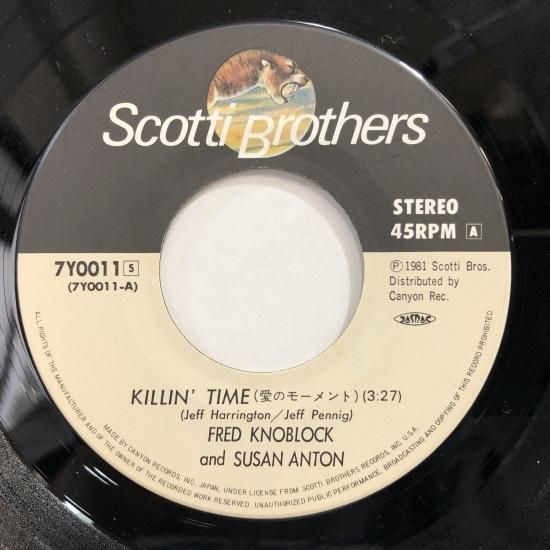 Scotti Brothers
STEREO
45RPM A
7Y0011 S
(7Y0011-A)
Ⓟ1981 Scotti Bros.
Distributed by
Canyon Rec.
JASRAC
KILLIN' TIME (愛のモーメント) (3:27)
(Jeff Harrington/Jeff Pennig)
FRED KNOBLOCK
and SUSAN ANTON
ALL RIGHTS OF THE MANUFACTURER AND OF THE OWNER OF THE RECORDED WORK RESERVED. UNAUTHORIZED PUBLIC PERFORMANCE, BROADCASTING AND COPYING OF THIS RECORD PROHIBITED.
MADE BY CANYON RECORDS, INC. JAPAN, UNDER LICENSE FROM SCOTTI BROTHERS RECORDS, INC. U.S.A.